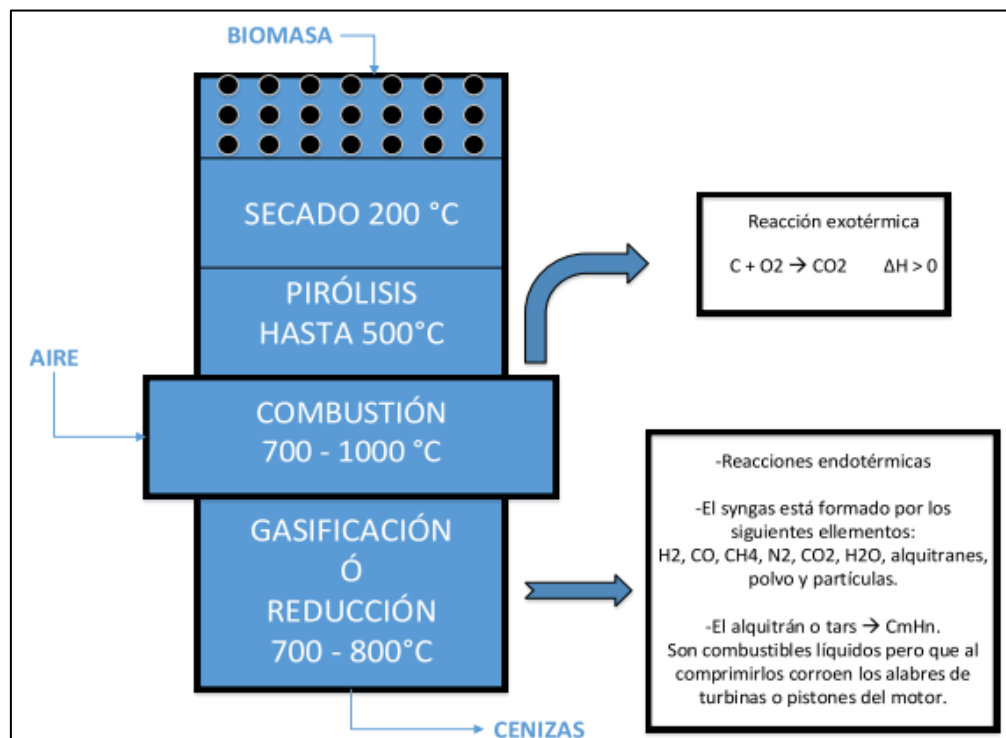 BIOMASA
SECADO 200 °C
PIRÓLISIS
HASTA 500°C
AIRE
COMBUSTIÓN
700 - 1000 °C
GASIFICACIÓN
Ó
REDUCCIÓN
700 - 800°C
CENIZAS
Reacción exotérmica
C + O2 → CO2 ΔH > 0
-Reacciones endotérmicas
-El syngas está formado por los
siguientes ellementos:
H2, CO, CH4, N2, CO2, H2O, alquitranes,
polvo y partículas.
-El alquitrán o tars → CmHn.
Son combustibles líquidos pero que al
comprimirlos corroen los alabres de
turbinas o pistones del motor.